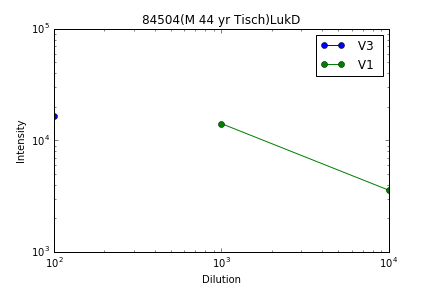 84504(M 44 yr Tisch)LukD
10^5
V3
V1
10^4
Intensity
10^3
10^2
10^3
10^4
Dilution